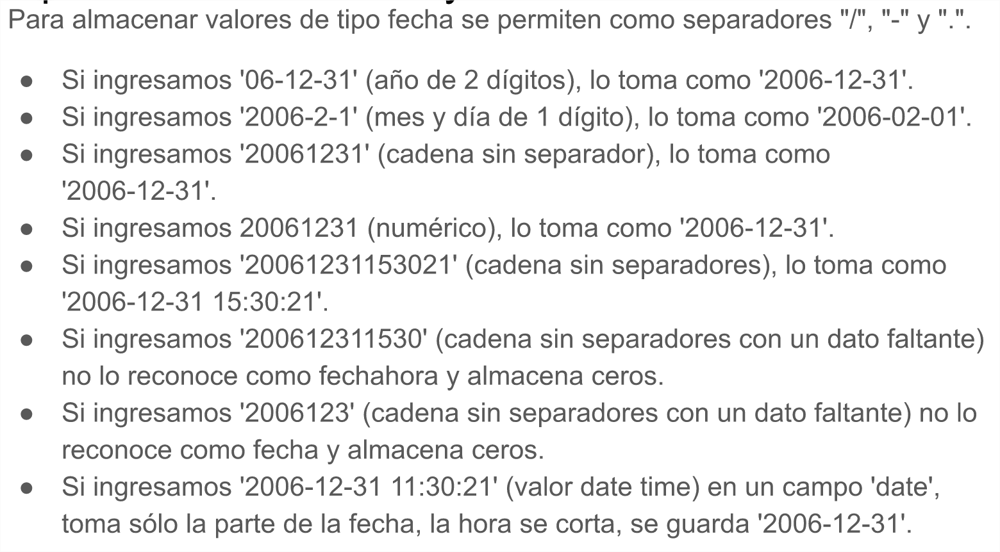 Para almacenar valores de tipo fecha se permiten como separadores "/", "-" y ".".
● Si ingresamos '06-12-31' (año de 2 dígitos), lo toma como '2006-12-31'.
● Si ingresamos '2006-2-1' (mes y día de 1 dígito), lo toma como '2006-02-01'.
● Si ingresamos '20061231' (cadena sin separador), lo toma como
'2006-12-31'.
● Si ingresamos 20061231 (numérico), lo toma como '2006-12-31'.
● Si ingresamos '20061231153021' (cadena sin separadores), lo toma como
'2006-12-31 15:30:21'.
● Si ingresamos '200612311530' (cadena sin separadores con un dato faltante)
no lo reconoce como fechahora y almacena ceros.
● Si ingresamos '2006123' (cadena sin separadores con un dato faltante) no lo
reconoce como fecha y almacena ceros.
● Si ingresamos '2006-12-31 11:30:21' (valor date time) en un campo 'date',
toma sólo la parte de la fecha, la hora se corta, se guarda '2006-12-31'.